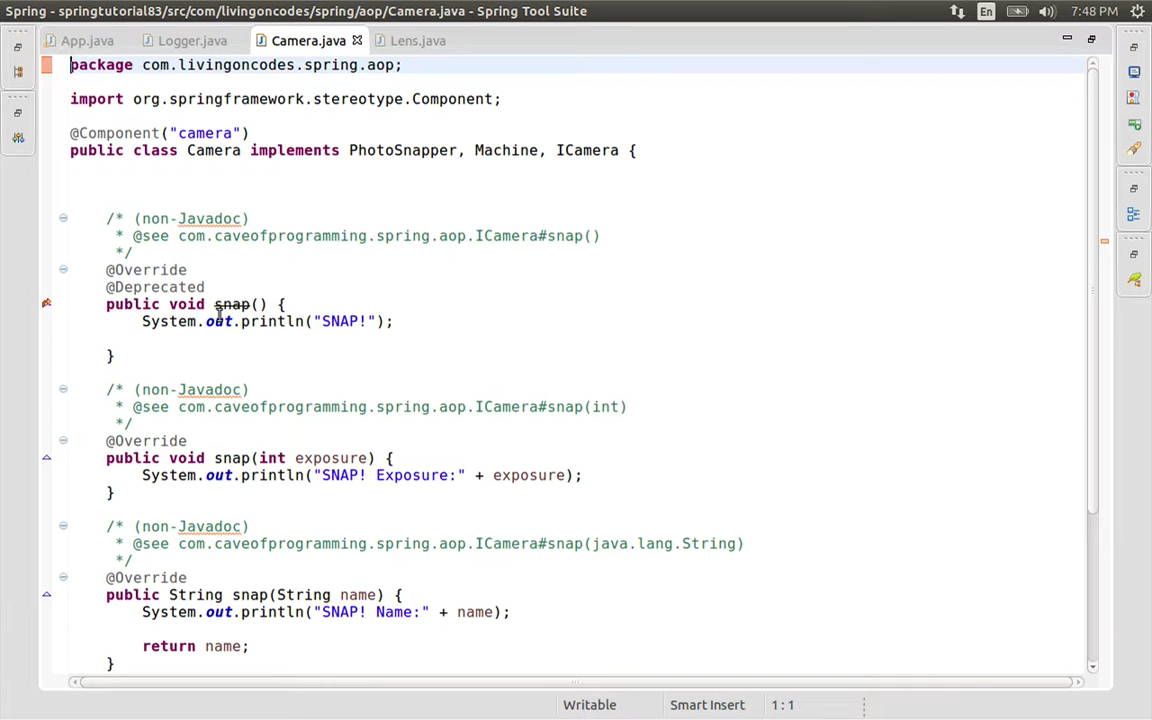 Spring - springtutorial83/src/com/livingoncodes/spring/aop/Camera.java - Spring Tool Suite
En
7:48 PM
App.java
Logger.java
Camera.java
Lens.java
package com.livingoncodes.spring.aop;
import org.springframework.stereotype.Component;
@Component("camera")
public class Camera implements PhotoSnapper, Machine, ICamera {
/* (non-Javadoc)
* @see com.caveofprogramming.spring.aop.ICamera#snap()
*/
@Override
@Deprecated
public void snap() {
System.out.println("SNAP!");
}
/* (non-Javadoc)
* @see com.caveofprogramming.spring.aop.ICamera#snap(int)
*/
@Override
public void snap(int exposure) {
System.out.println("SNAP! Exposure:" + exposure);
}
/* (non-Javadoc)
* @see com.caveofprogramming.spring.aop.ICamera#snap(java.lang.String)
*/
@Override
public String snap(String name) {
System.out.println("SNAP! Name:" + name);
return name;
}
Writable
Smart Insert
1 : 1